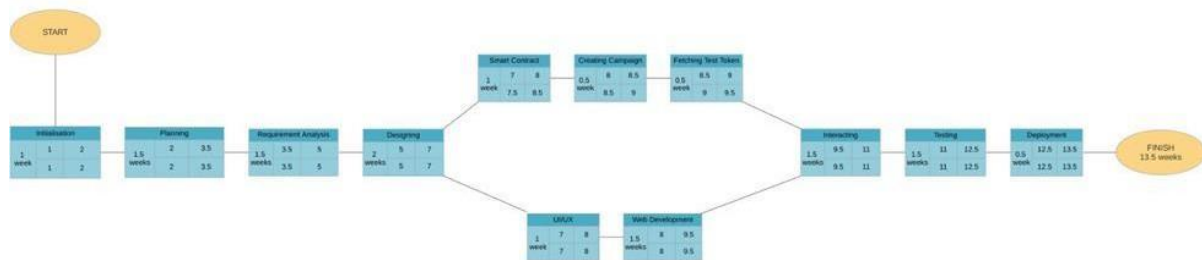 START
Smart Contract
1 week
7 8
7.5 8.5
Creating Campaign
0.5 week
8 8.5
8.5 9
Fetching Test Token
0.5 week
8.5 9
9 9.5
Initialisation
1 week
1 2
1 2
Planning
1.5 weeks
2 3.5
2 3.5
Requirement Analysis
1.5 weeks
3.5 5
3.5 5
Designing
2 weeks
5 7
5 7
Interacting
1.5 weeks
9.5 11
9.5 11
Testing
1.5 weeks
11 12.5
11 12.5
Deployment
0.5 week
12.5 13.5
12.5 13.5
FINISH
13.5 weeks
UI/UX
1 week
7 8
7 8
Web Development
1.5 weeks
8 9.5
8 9.5